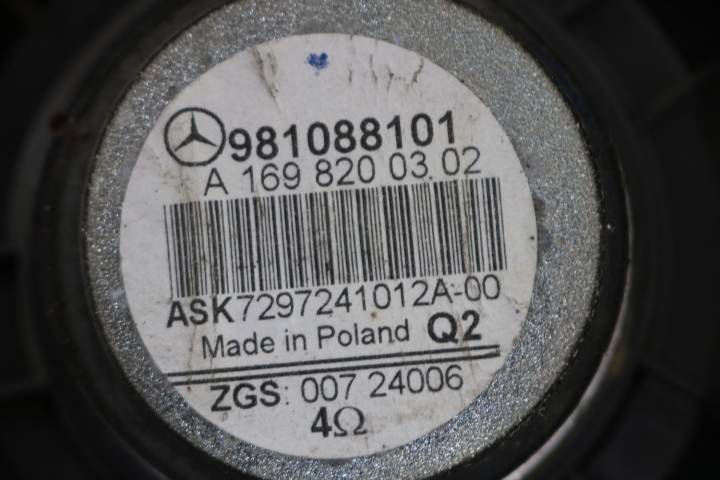 981088101
A 169 820 03 02
ASK7297241012A-00
Made in Poland Q2
ZGS: 007 24006
4Ω